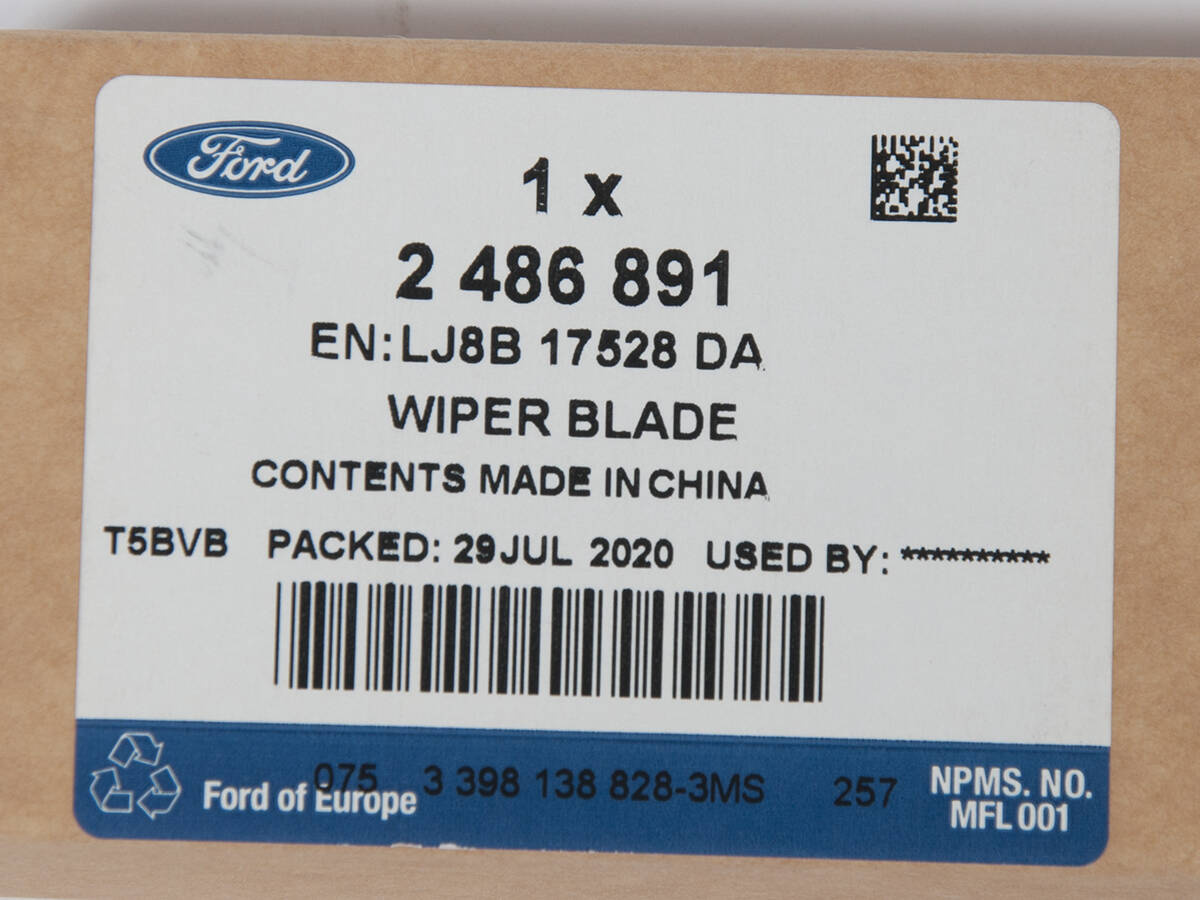 Ford
1 x
2 486 891
EN:LJ8B 17528 DA
WIPER BLADE
CONTENTS MADE IN CHINA
T5BVB PACKED: 29JUL 2020 USED BY: **********
Ford of Europe 075 3 398 138 828-3MS 257 NPMS. NO.
MFL 001